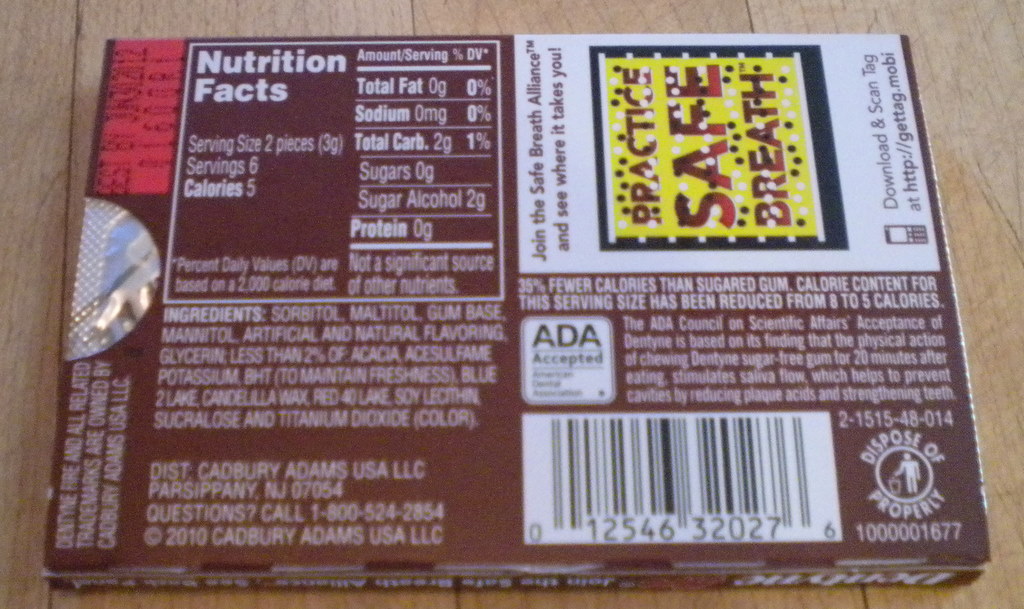 Nutrition
Facts
Serving Size 2 pieces (3g)
Servings 6
Calories 5
*Percent Daily Values (DV) are
based on a 2,000 calorie diet.
Amount/Serving % DV*
Total Fat 0g 0%
Sodium 0mg 0%
Total Carb. 2g 1%
Sugars 0g
Sugar Alcohol 2g
Protein 0g
Not a significant source
of other nutrients.
INGREDIENTS: SORBITOL, MALTITOL, GUM BASE,
MANNITOL, ARTIFICIAL AND NATURAL FLAVORING,
GLYCERIN; LESS THAN 2% OF ACACIA, ACESULFAME
POTASSIUM, BHT (TO MAINTAIN FRESHNESS), BLUE
2 LAKE, CANDELILLA WAX, RED 40 LAKE, SOY LECITHIN,
SUCRALOSE AND TITANIUM DIOXIDE (COLOR).
DIST: CADBURY ADAMS USA LLC
PARSIPPANY, NJ 07054
QUESTIONS? CALL 1-800-524-2854
© 2010 CADBURY ADAMS USA LLC
DENTYNE FIRE AND ALL RELATED
TRADEMARKS ARE OWNED BY
CADBURY ADAMS USA LLC.
Join the Safe Breath Alliance™
and see where it takes you!
PRACTICE
SAFE
BREATH™
Download & Scan Tag
at http://gettag.mobi
35% FEWER CALORIES THAN SUGARED GUM. CALORIE CONTENT FOR
THIS SERVING SIZE HAS BEEN REDUCED FROM 8 TO 5 CALORIES.
ADA
Accepted
American
Dental
Association
The ADA Council on Scientific Affairs' Acceptance of
Dentyne is based on its finding that the physical action
of chewing Dentyne sugar-free gum for 20 minutes after
eating, stimulates saliva flow, which helps to prevent
cavities by reducing plaque acids and strengthening teeth.
2-1515-48-014
DISPOSE OF
PROPERLY
1000001677
0 12546 32027 6
Join the Safe Breath Alliance
Dentyne